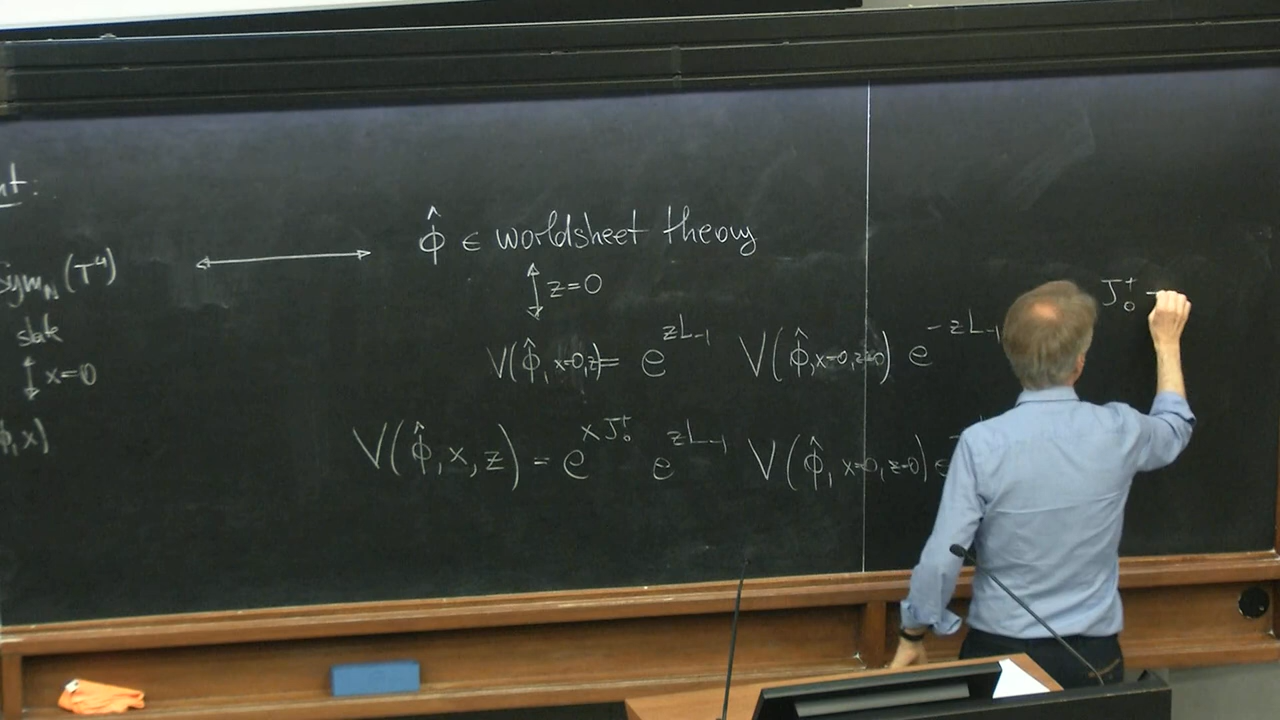 nt:
Sym_N (T⁴) ⟷ ϕ̂ ∈ worldsheet theory
state ↕ z=0
↕ x=0 V(ϕ̂, x=0, z) = e^{zL_{-1}} V(ϕ̂, x=0, z=0) e^{-zL_{-1}}
ϕ, x) V(ϕ̂, x, z) = e^{xJ_0^+} e^{zL_{-1}} V(ϕ̂, x=0, z=0) e
J_0^+